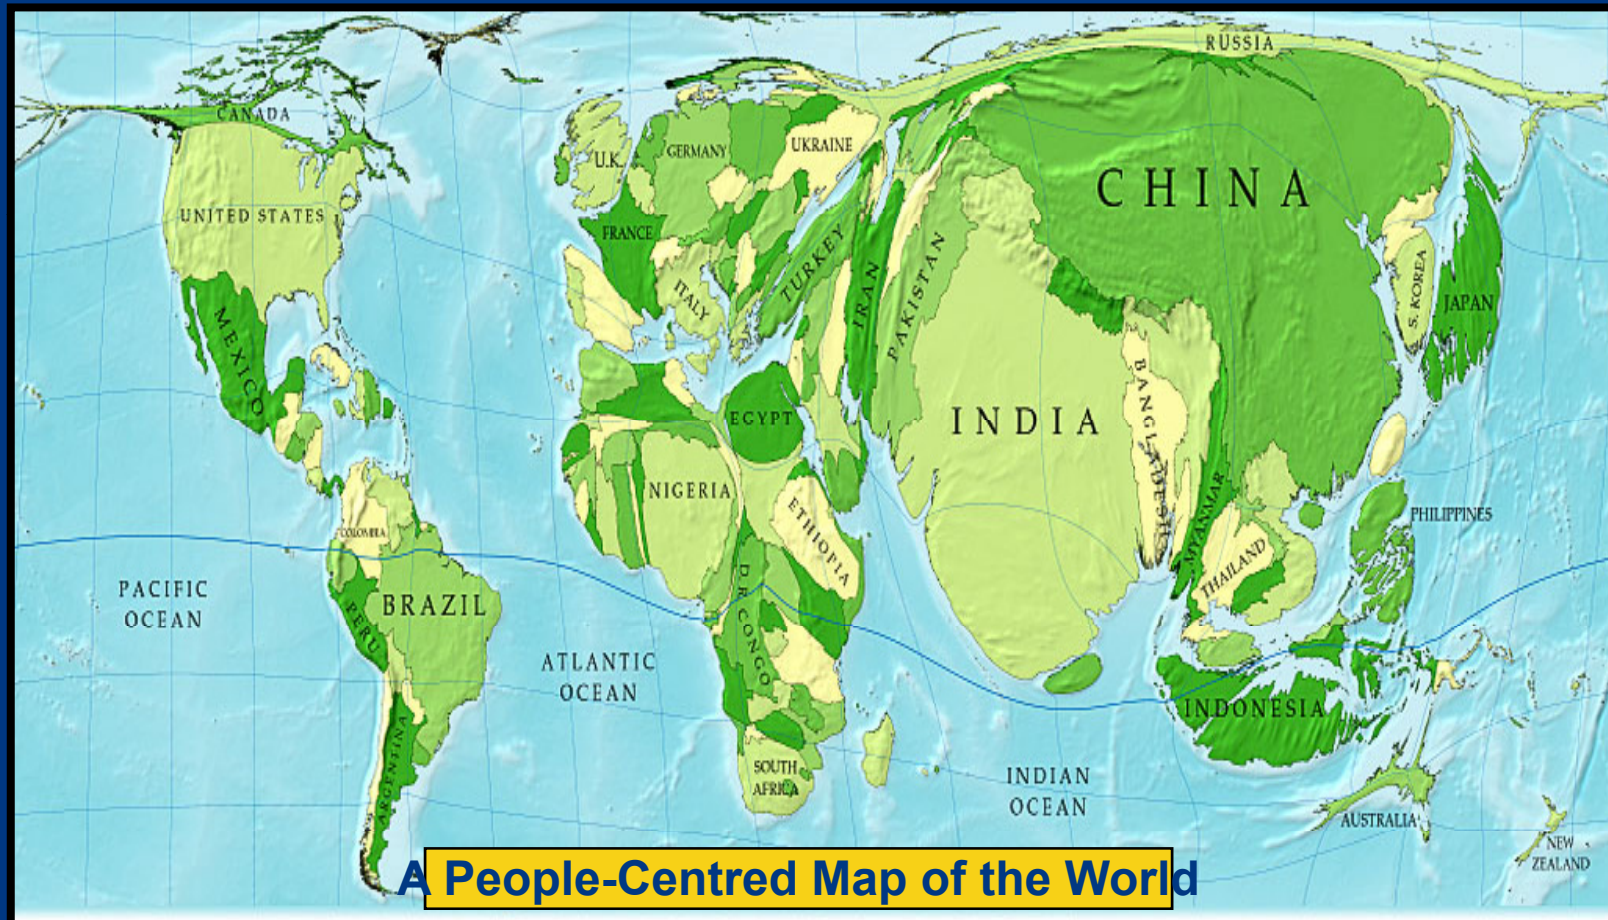 RUSSIA
CANADA
UNITED STATES
MEXICO
COLOMBIA
PERU
BRAZIL
ARGENTINA
PACIFIC
OCEAN
ATLANTIC
OCEAN
U.K.
GERMANY
UKRAINE
FRANCE
ITALY
TURKEY
IRAN
PAKISTAN
EGYPT
NIGERIA
ETHIOPIA
D R CONGO
SOUTH
AFRICA
INDIA
CHINA
BANGLADESH
MYANMAR
THAILAND
S. KOREA
JAPAN
PHILIPPINES
INDONESIA
INDIAN
OCEAN
AUSTRALIA
NEW
ZEALAND
A People-Centred Map of the World